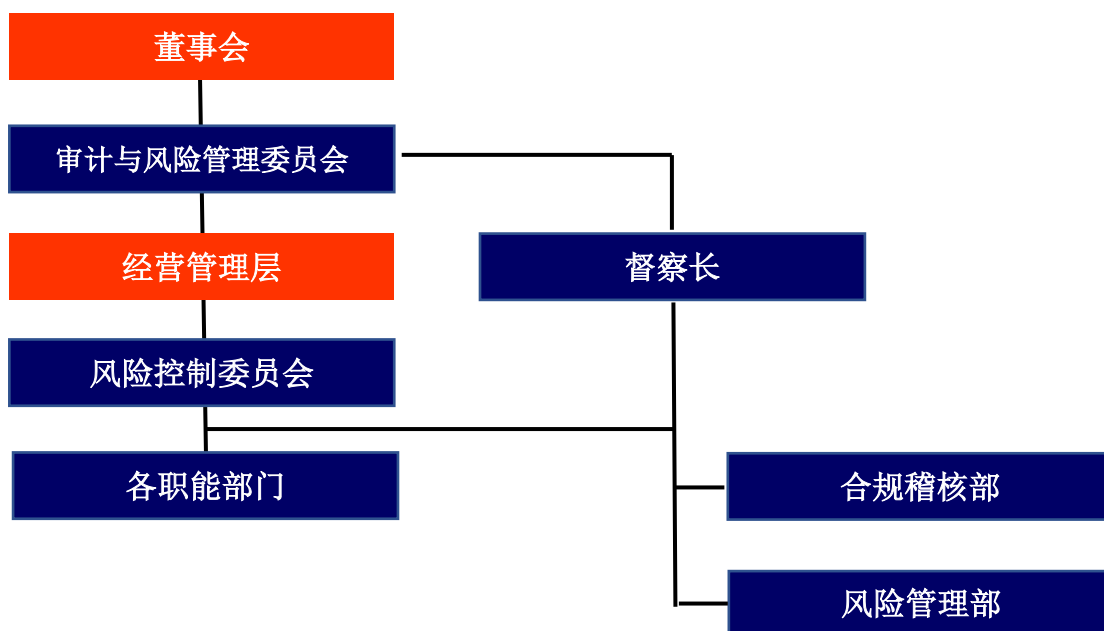 董事会
审计与风险管理委员会
经营管理层
督察长
风险控制委员会
各职能部门
合规稽核部
风险管理部